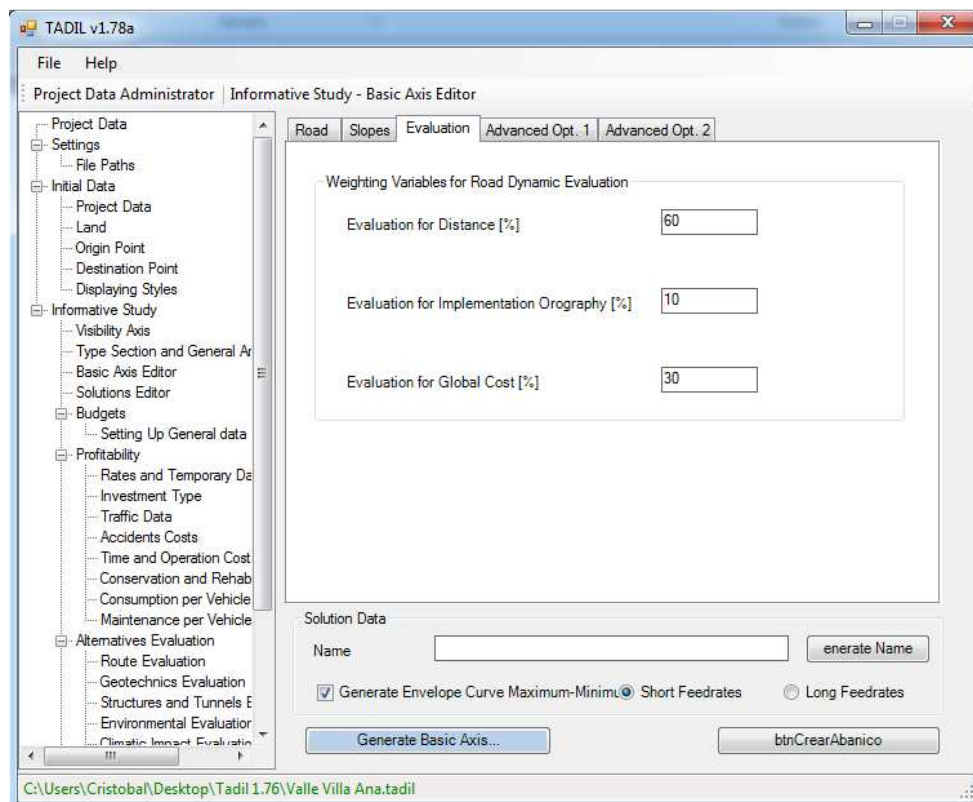 TADIL v1.78a
File Help
Project Data Administrator Informative Study - Basic Axis Editor
Project Data
Settings
File Paths
Initial Data
Project Data
Land
Origin Point
Destination Point
Displaying Styles
Informative Study
Visibility Axis
Type Section and General Ar
Basic Axis Editor
Solutions Editor
Budgets
Setting Up General data
Profitability
Rates and Temporary Da
Investment Type
Traffic Data
Accidents Costs
Time and Operation Cost
Conservation and Rehab
Consumption per Vehicle
Maintenance per Vehicle
Alternatives Evaluation
Route Evaluation
Geotechnics Evaluation
Structures and Tunnels E
Environmental Evaluation
Climatic Impact Evaluatio
Road Slopes Evaluation Advanced Opt. 1 Advanced Opt. 2
Weighting Variables for Road Dynamic Evaluation
Evaluation for Distance [%] 60
Evaluation for Implementation Orography [%] 10
Evaluation for Global Cost [%] 30
Solution Data
Name enerate Name
Generate Envelope Curve Maximum-Minimu Short Feedrates Long Feedrates
Generate Basic Axis... btnCrearAbanico
C:\Users\Cristobal\Desktop\Tadil 1.76\Valle Villa Ana.tadil